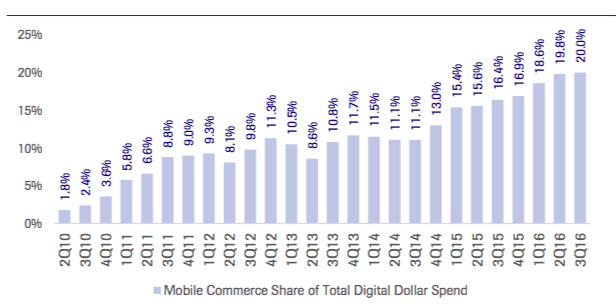 25%
20%
15%
10%
5%
0%
1.8%
2.4%
3.6%
5.8%
6.6%
8.8%
9.0%
9.3%
8.1%
9.8%
11.3%
10.5%
8.6%
10.8%
11.7%
11.5%
11.1%
11.1%
13.0%
15.4%
15.6%
16.4%
16.9%
18.6%
19.8%
20.0%
2Q10
3Q10
4Q10
1Q11
2Q11
3Q11
4Q11
1Q12
2Q12
3Q12
4Q12
1Q13
2Q13
3Q13
4Q13
1Q14
2Q14
3Q14
4Q14
1Q15
2Q15
3Q15
4Q15
1Q16
2Q16
3Q16
Mobile Commerce Share of Total Digital Dollar Spend